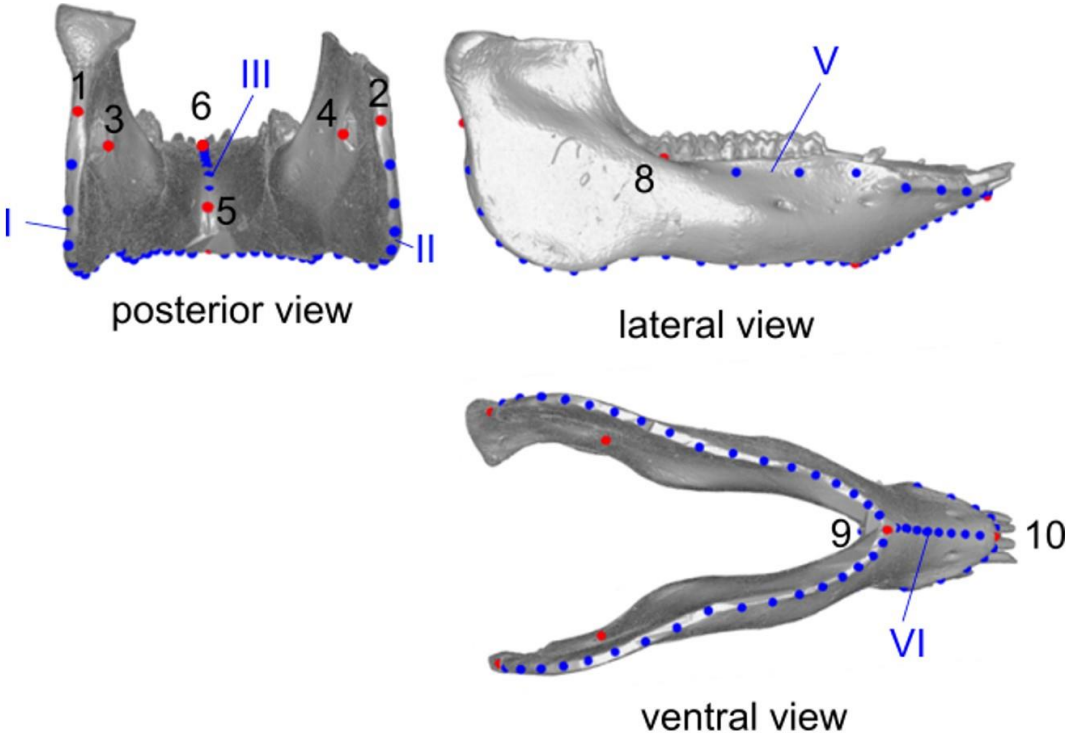 1
3
6
III
4
2
5
I
II
posterior view
V
8
lateral view
9
10
VI
ventral view